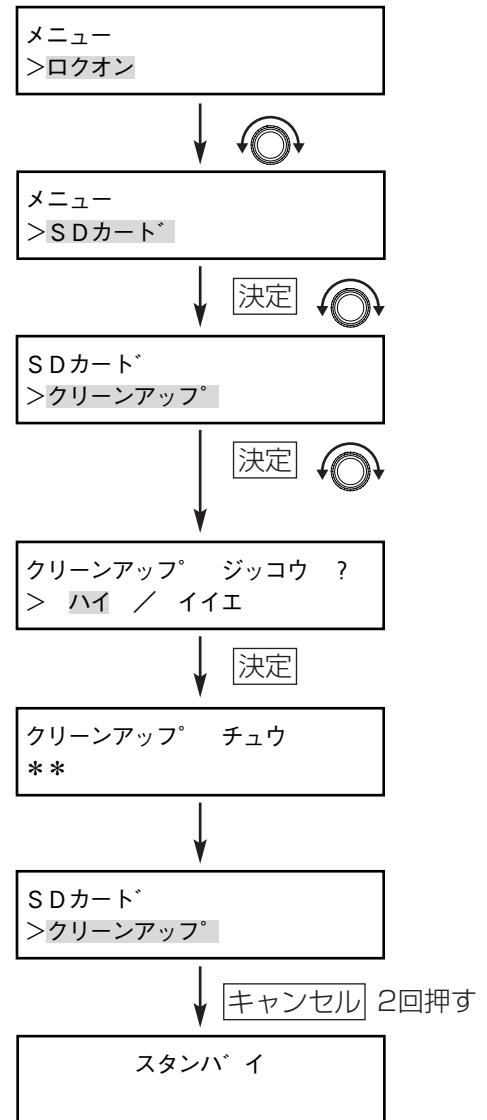 メニュー
>ロクオン
メニュー
>SDカード
決定
SDカード
>クリーンアップ
決定
クリーンアップ ジッコウ ?
> ハイ / イイエ
決定
クリーンアップ チュウ
**
SDカード
>クリーンアップ
キャンセル 2回押す
スタンバイ